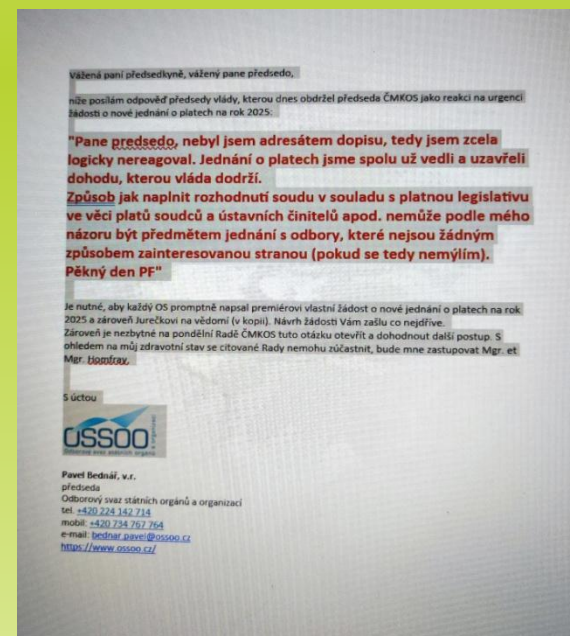 Vážená paní předsedkyně, vážený pane předsedo,
níže posílám odpověď předsedy vlády, kterou dnes obdržel předseda ČMKOS jako reakci na urgenci
žádosti o nové jednání o platech na rok 2025:
"Pane předsedo, nebyl jsem adresátem dopisu, tedy jsem zcela
logicky nereagoval. Jednání o platech jsme spolu už vedli a uzavřeli
dohodu, kterou vláda dodrží.
Způsob jak naplnit rozhodnutí soudu v souladu s platnou legislativu
ve věci platů soudců a ústavních činitelů apod. nemůže podle mého
názoru být předmětem jednání s odbory, které nejsou žádným
způsobem zainteresovanou stranou (pokud se tedy nemýlím).
Pěkný den PF"
Je nutné, aby každý OS promptně napsal premiérovi vlastní žádost o nové jednání o platech na rok
2025 a zároveň Jurečkovi na vědomí (v kopii). Návrh žádosti Vám zašlu co nejdříve.
Zároveň je nezbytné na pondělní Radě ČMKOS tuto otázku otevřít a dohodnout další postup. S
ohledem na můj zdravotní stav se citované Rady nemohu zúčastnit, bude mne zastupovat Mgr. et
Mgr. Homfray.
S úctou
OSSOO
Odborový svaz státních orgánů a organizací
Pavel Bednář, v.r.
předseda
Odborový svaz státních orgánů a organizací
tel. +420 224 142 714
mobil: +420 734 767 764
e-mail: bednar.pavel@ossoo.cz
https://www.ossoo.cz/